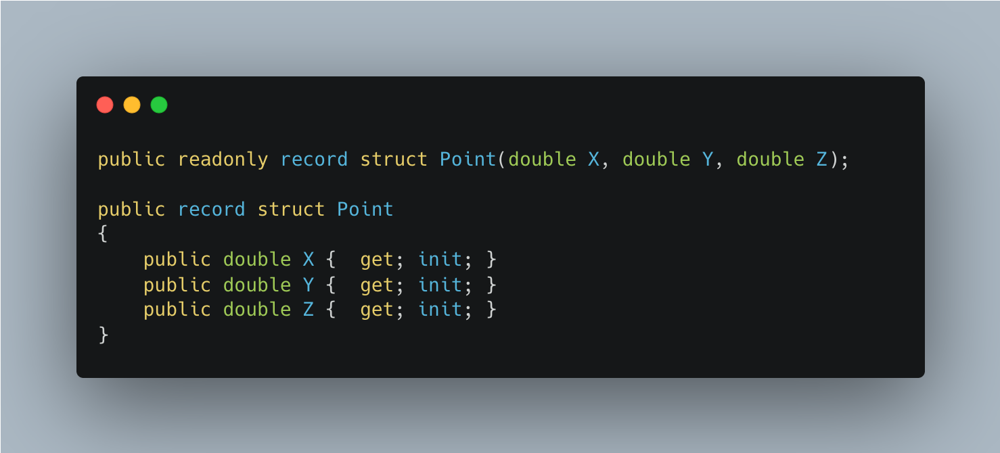 public readonly record struct Point(double X, double Y, double Z);

public record struct Point
{
    public double X {  get; init; }
    public double Y {  get; init; }
    public double Z {  get; init; }
}